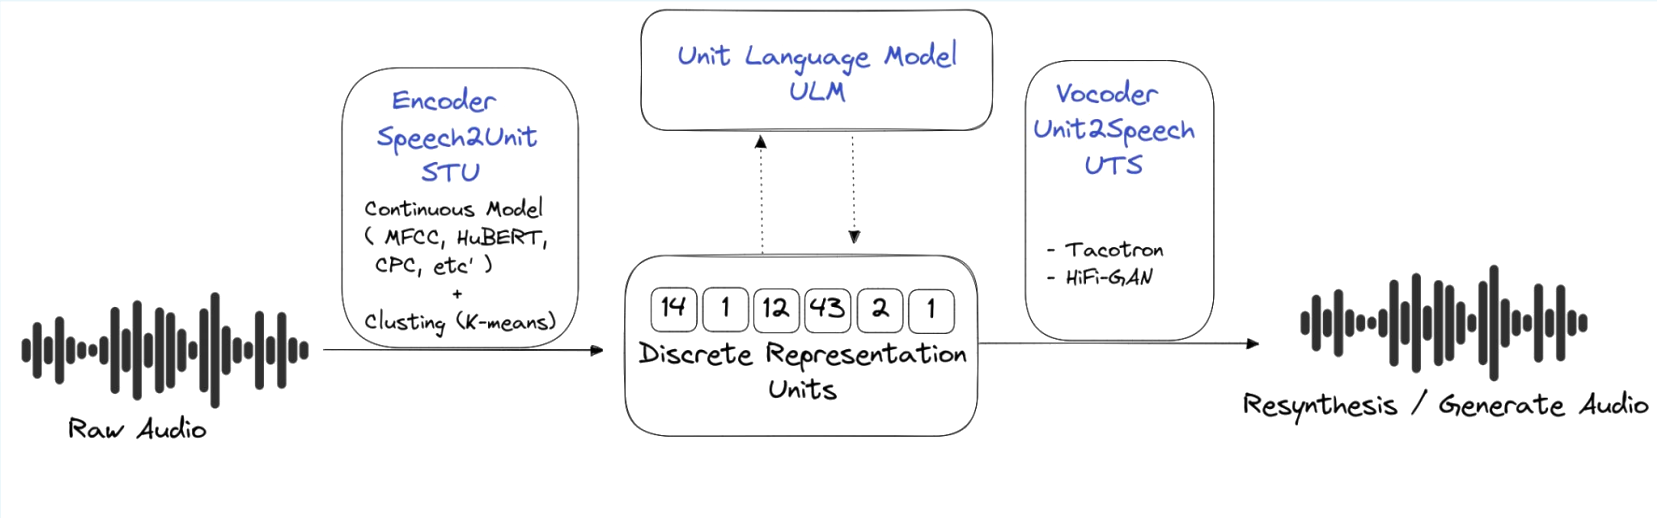 Raw Audio
Encoder
Speech2Unit
STU
Continuous Model
( MFCC, HuBERT,
CPC, etc' )
+
Clusting (K-means)
Unit Language Model
ULM
14 1 12 43 2 1
Discrete Representation
Units
Vocoder
Unit2Speech
UTS
- Tacotron
- HiFi-GAN
Resynthesis / Generate Audio